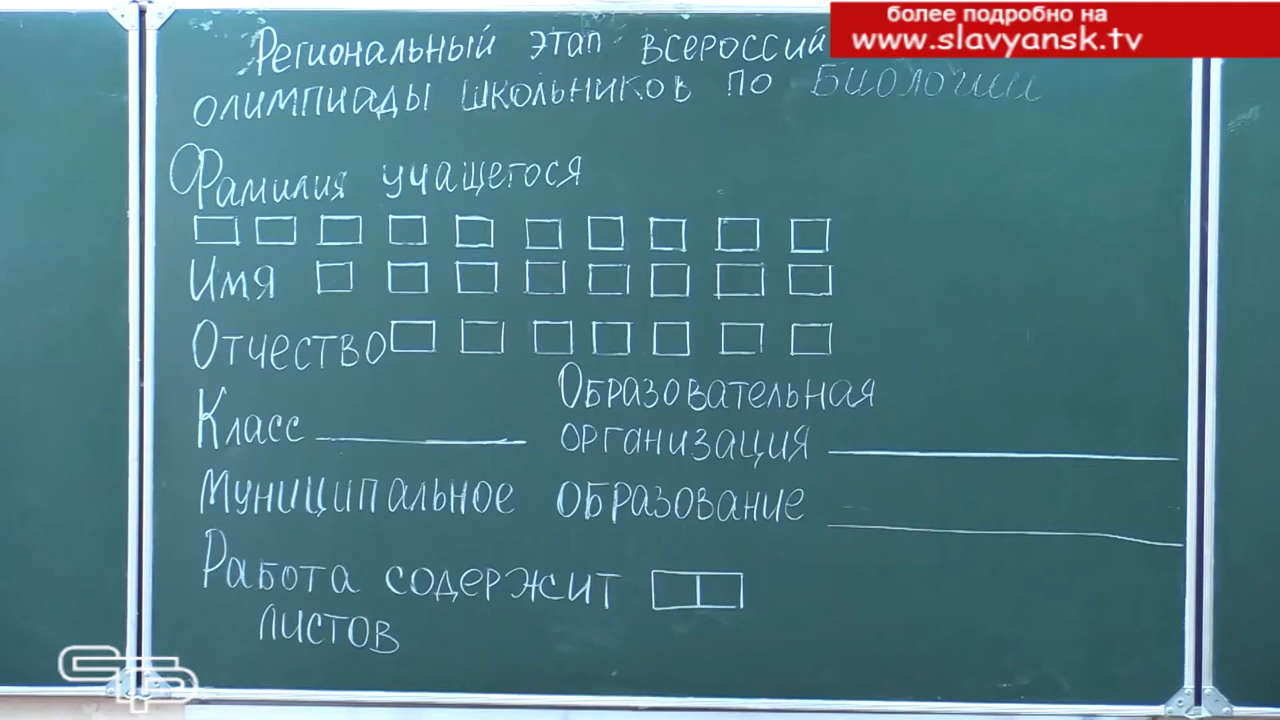 более подробно на
www.slavyansk.tv
Региональный этап всероссий
олимпиады школьников по Биологии
Фамилия учащегося
Имя
Отчество
Класс
Образовательная
организация
Муниципальное образование
Работа содержит
листов